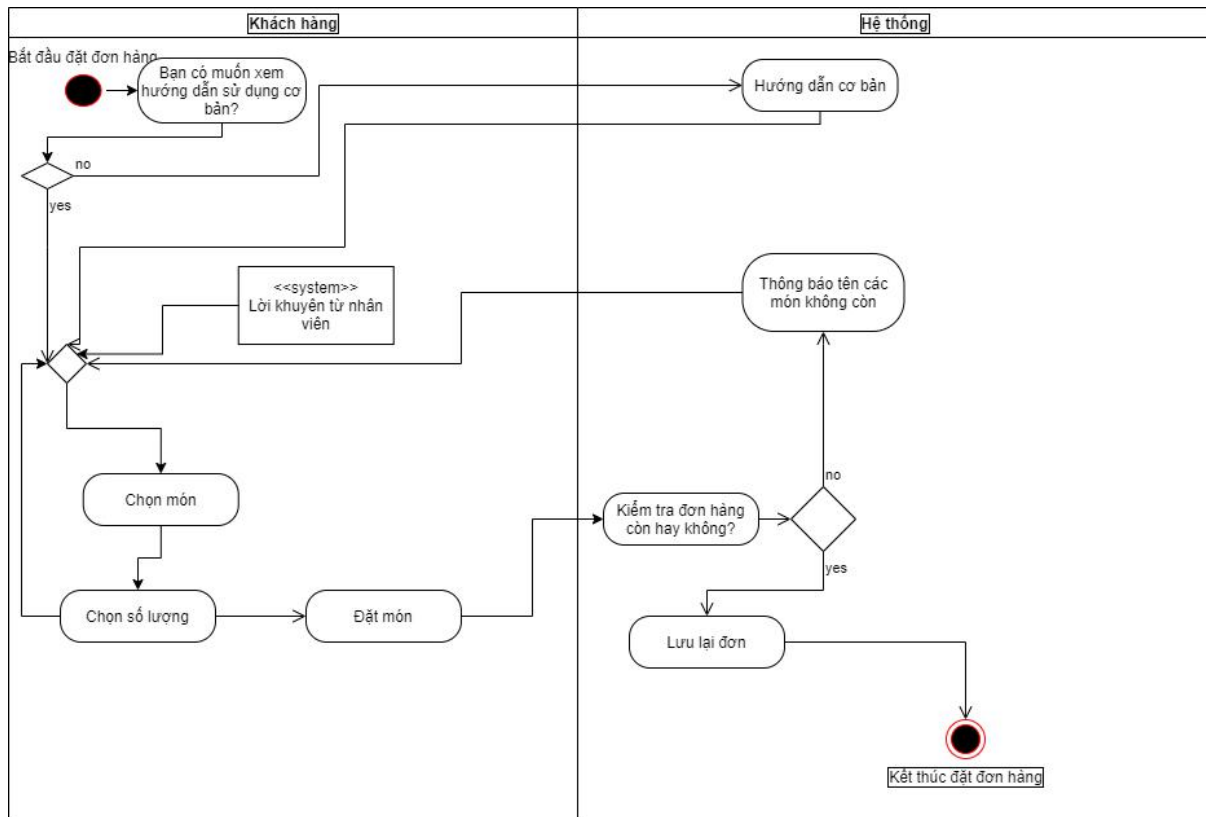 Khách hàng
Hệ thống
Bắt đầu đặt đơn hàng
Bạn có muốn xem
hướng dẫn sử dụng cơ
bản?
Hướng dẫn cơ bản
no
yes
<<system>>
Lời khuyên từ nhân
viên
Thông báo tên các
món không còn
no
Chọn món
Kiểm tra đơn hàng
còn hay không?
yes
Chọn số lượng
Đặt món
Lưu lại đơn
Kết thúc đặt đơn hàng